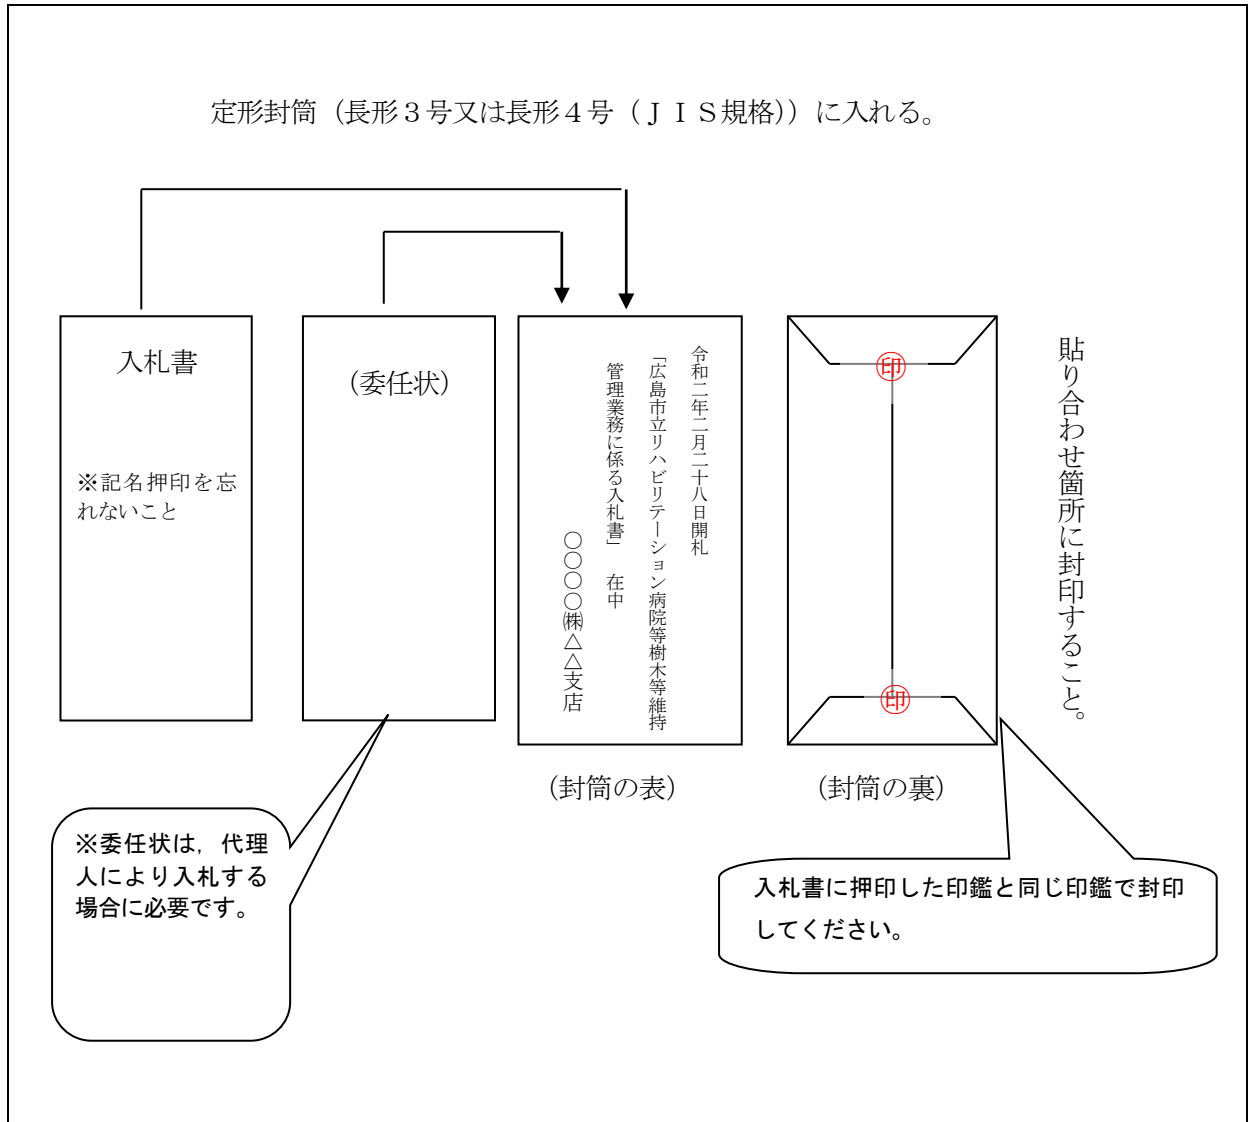 定形封筒（長形３号又は長形４号（ＪＩＳ規格））に入れる。
入札書
※記名押印を忘
れないこと
（委任状）
令和二年二月二十八日開札
「広島市立リハビリテーション病院等樹木等維持
管理業務に係る入札書」　在中
〇〇〇〇㈱△△支店
㊞
㊞
貼り合わせ箇所に封印すること。
（封筒の表）
（封筒の裏）
※委任状は，代理
人により入札する
場合に必要です。
入札書に押印した印鑑と同じ印鑑で封印
してください。